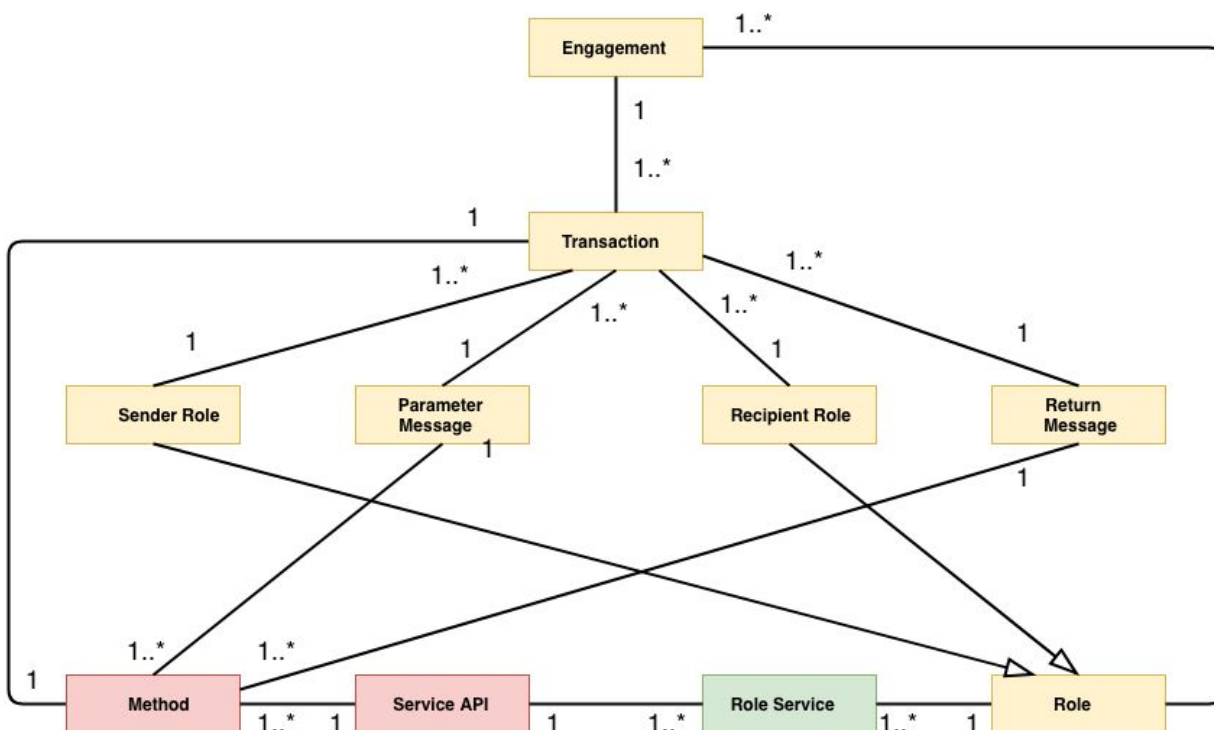 1..*
Engagement
1
1..*
1
Transaction
1..*
1..*
1..*
1..*
1
1
1
1
Sender Role
Parameter
Message
Recipient Role
Return
Message
1
1
1..*
1..*
1
Method
Service API
Role Service
Role
1..*
1
1
1..*
1..*
1